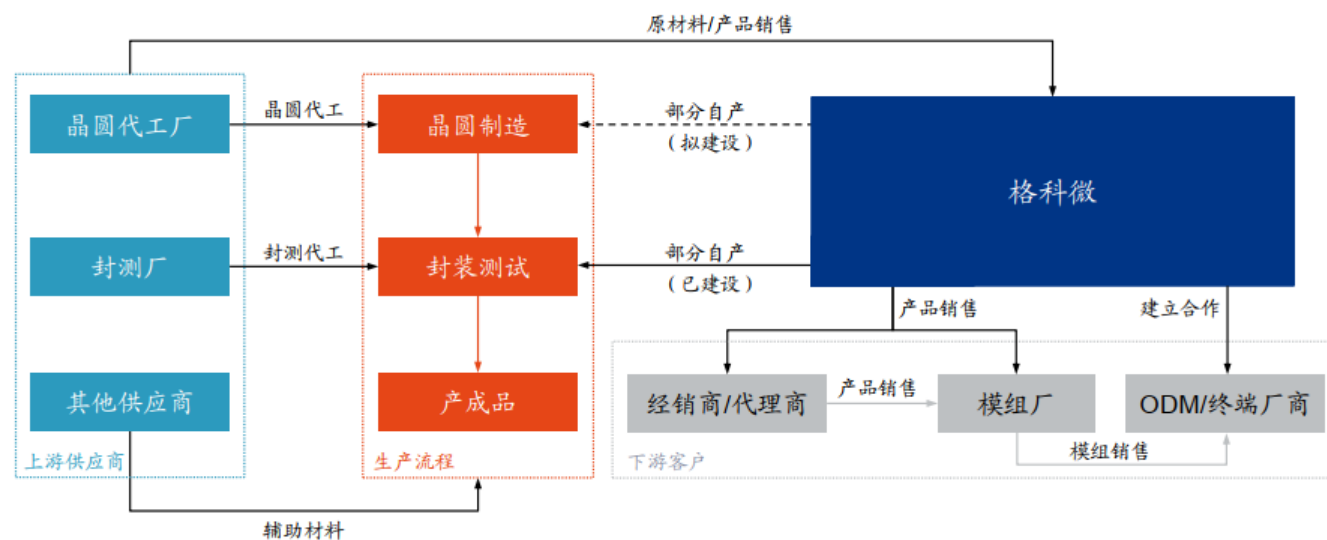 原材料/产品销售
晶圆代工厂
晶圆代工
晶圆制造
部分自产
（拟建设）
格科微
封测厂
封测代工
封装测试
部分自产
（已建设）
产品销售
建立合作
其他供应商
产成品
经销商/代理商
产品销售
模组厂
ODM/终端厂商
上游供应商
生产流程
下游客户
模组销售
辅助材料